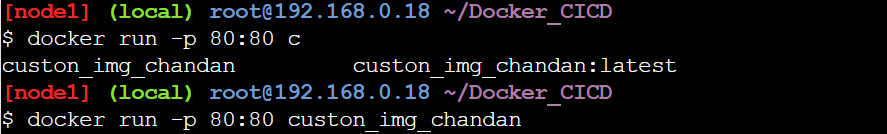 [node1] (local) root@192.168.0.18 ~/Docker_CICD
$ docker run -p 80:80 c
custon_img_chandan custon_img_chandan:latest
[node1] (local) root@192.168.0.18 ~/Docker_CICD
$ docker run -p 80:80 custon_img_chandan